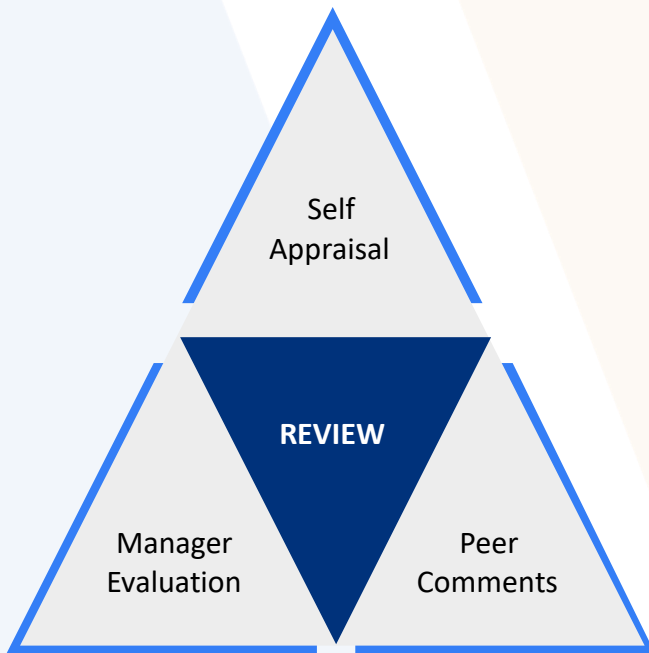 Self
Appraisal
REVIEW
Manager
Evaluation
Peer
Comments